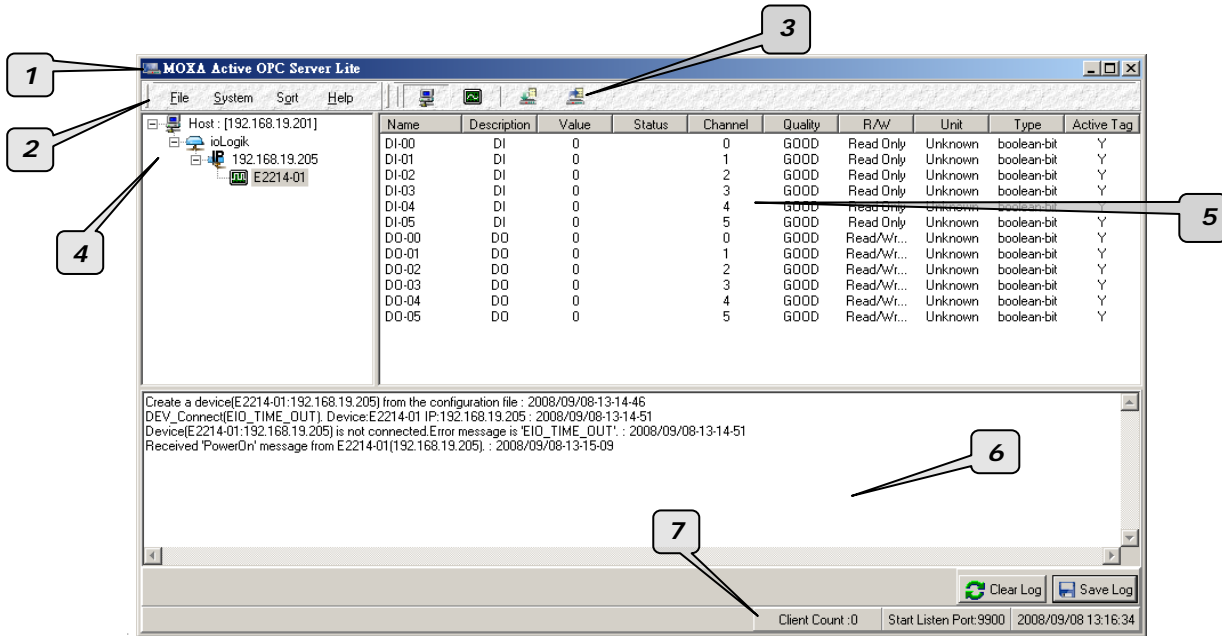 3
1
MOXA Active OPC Server Lite
File System Sort Help
2
Host : [192.168.19.201]
ioLogik
192.168.19.205
E2214-01
4
Name Description Value Status Channel Quality R/W Unit Type Active Tag
DI-00 DI 0 0 GOOD Read Only Unknown boolean-bit Y
DI-01 DI 0 1 GOOD Read Only Unknown boolean-bit Y
DI-02 DI 0 2 GOOD Read Only Unknown boolean-bit Y
DI-03 DI 0 3 GOOD Read Only Unknown boolean-bit Y
DI-04 DI 0 4 GOOD Read Only Unknown boolean-bit Y
DI-05 DI 0 5 GOOD Read Only Unknown boolean-bit Y
DO-00 DO 0 0 GOOD Read/Wr... Unknown boolean-bit Y
DO-01 DO 0 1 GOOD Read/Wr... Unknown boolean-bit Y
DO-02 DO 0 2 GOOD Read/Wr... Unknown boolean-bit Y
DO-03 DO 0 3 GOOD Read/Wr... Unknown boolean-bit Y
DO-04 DO 0 4 GOOD Read/Wr... Unknown boolean-bit Y
DO-05 DO 0 5 GOOD Read/Wr... Unknown boolean-bit Y
5
Create a device(E2214-01:192.168.19.205) from the configuration file : 2008/09/08-13-14-46
DEV_Connect(EIO_TIME_OUT), Device:E2214-01 IP:192.168.19.205 : 2008/09/08-13-14-51
Device(E2214-01:192.168.19.205) is not connected.Error message is 'EIO_TIME_OUT'. : 2008/09/08-13-14-51
Received 'PowerOn' message from E2214-01(192.168.19.205). : 2008/09/08-13-15-09
6
7
Clear Log Save Log
Client Count :0 Start Listen Port:9900 2008/09/08 13:16:34